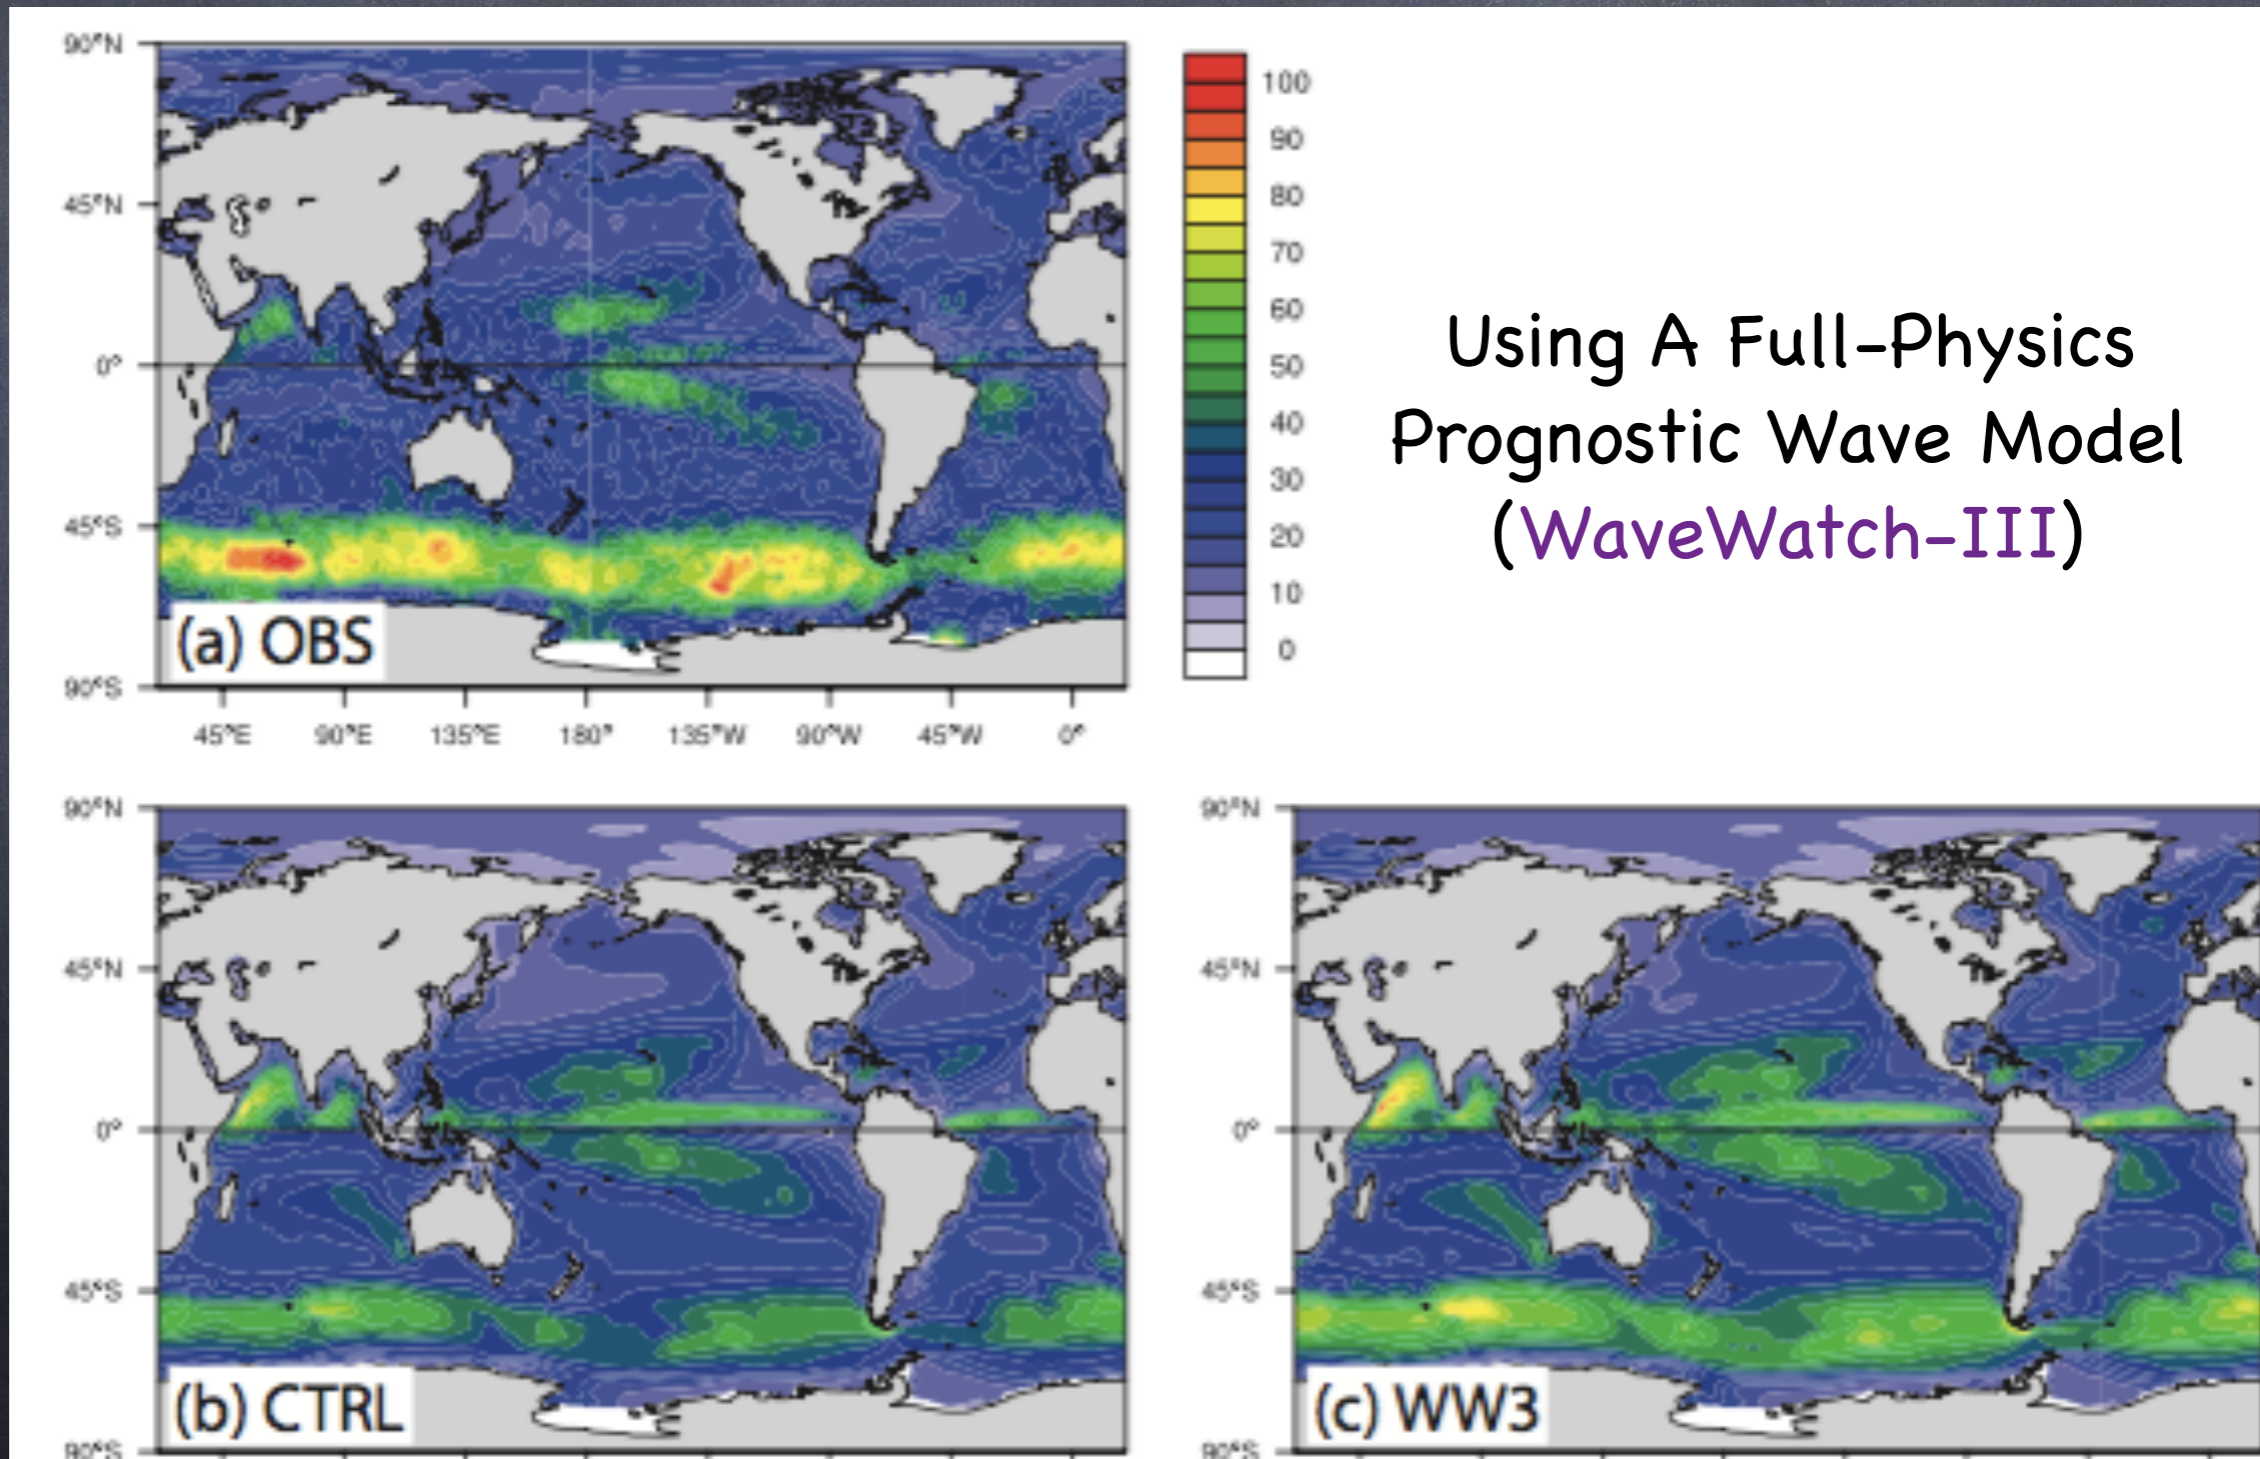 90°N
45°N
0°
45°S
90°S
(a) OBS
45°E 90°E 135°E 180° 135°W 90°W 45°W 0°
100
90
80
70
60
50
40
30
20
10
0
Using A Full-Physics
Prognostic Wave Model
(WaveWatch-III)
90°N
45°N
0°
45°S
90°S
(b) CTRL
90°N
45°N
0°
45°S
90°S
(c) WW3